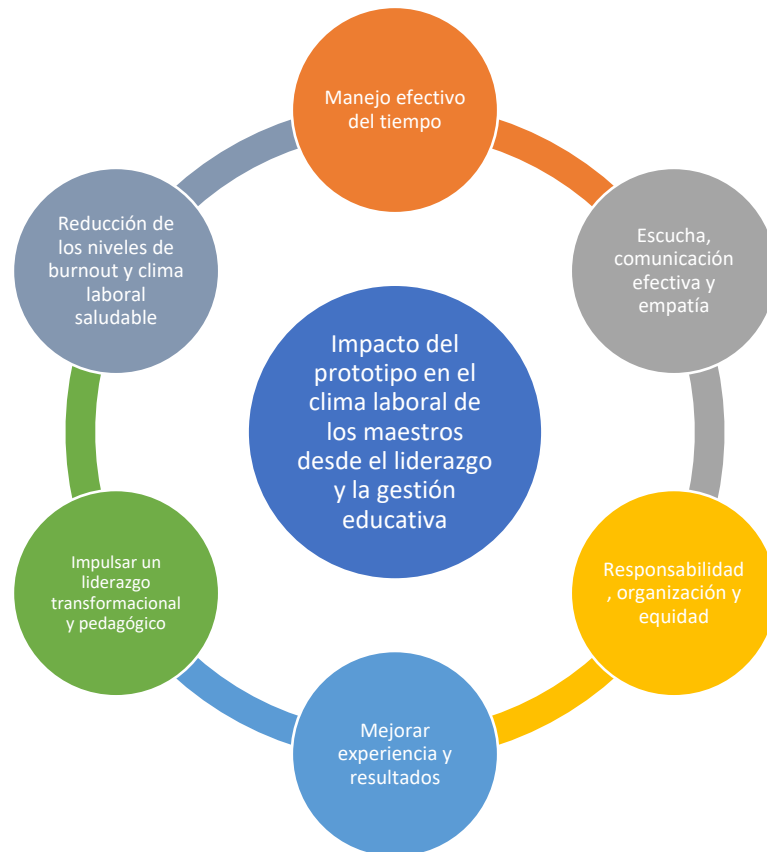 Manejo efectivo
del tiempo
Escucha,
comunicación
efectiva y
empatía
Responsabilidad
, organización y
equidad
Mejorar
experiencia y
resultados
Impulsar un
liderazgo
transformacional
y pedagógico
Reducción de
los niveles de
burnout y clima
laboral
saludable
Impacto del
prototipo en el
clima laboral de
los maestros
desde el liderazgo
y la gestión
educativa